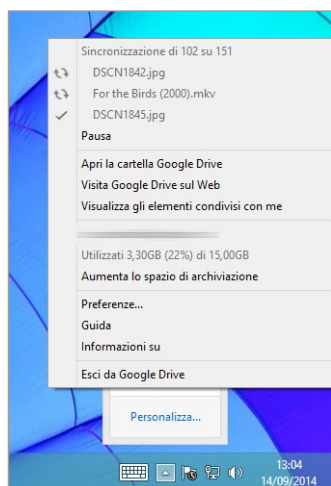 Sincronizzazione di 102 su 151
DSCN1842.jpg
For the Birds (2000).mkv
DSCN1845.jpg
Pausa
Apri la cartella Google Drive
Visita Google Drive sul Web
Visualizza gli elementi condivisi con me
Utilizzati 3,30GB (22%) di 15,00GB
Aumenta lo spazio di archiviazione
Preferenze...
Guida
Informazioni su
Esci da Google Drive
Personalizza...
13:04
14/09/2014